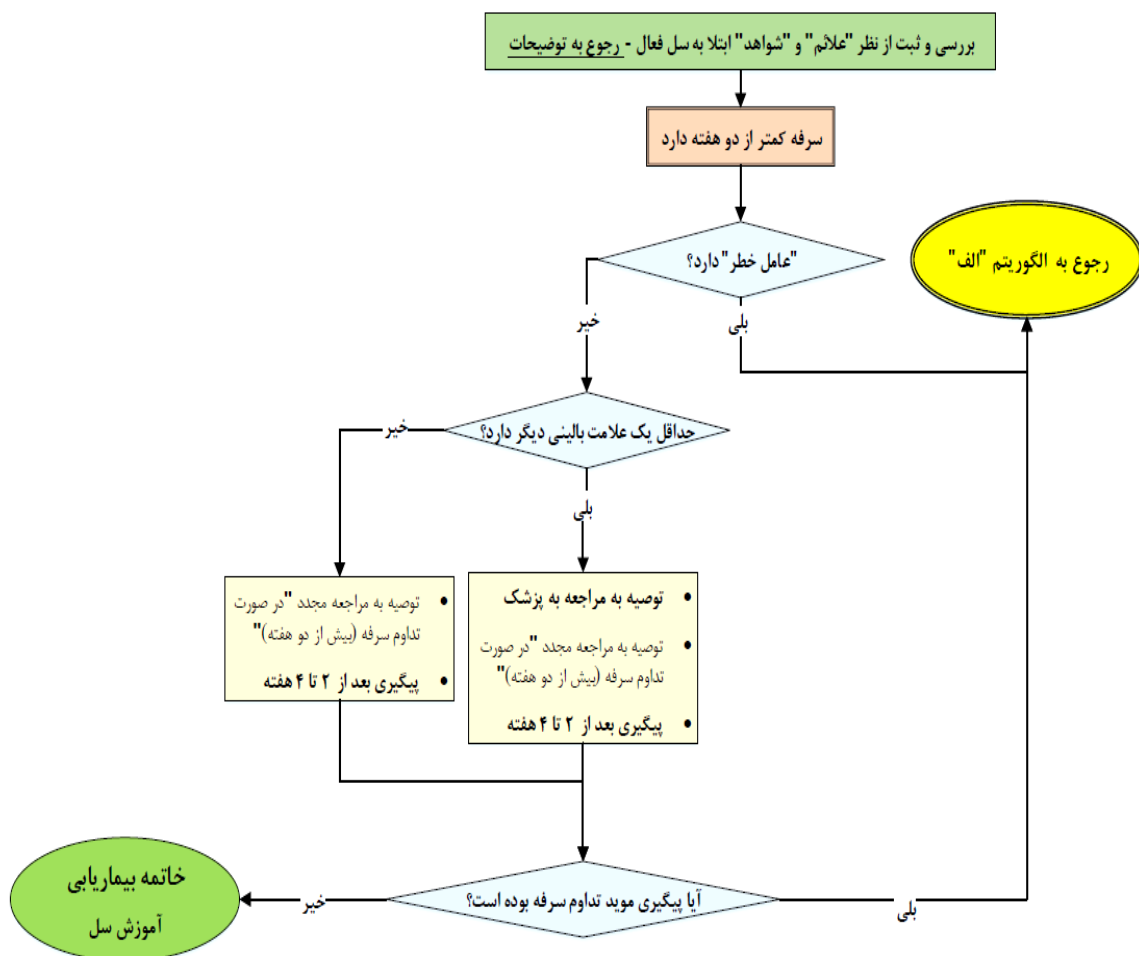 بررسی و ثبت از نظر "علائم" و "شواهد" ابتلا به سل فعال - رجوع به توضیحات
سرفه کمتر از دو هفته دارد
"عامل خطر" دارد؟
رجوع به الگوریتم "الف"
خیر
بلی
حداقل یک علامت بالینی دیگر دارد؟
خیر
بلی
• توصیه به مراجعه به پزشک
• توصیه به مراجعه مجدد "در صورت
تداوم سرفه (بیش از دو هفته)"
• پیگیری بعد از ۲ تا ۴ هفته
• توصیه به مراجعه مجدد "در صورت
تداوم سرفه (بیش از دو هفته)"
• پیگیری بعد از ۲ تا ۴ هفته
آیا پیگیری موید تداوم سرفه بوده است؟
بلی
خیر
خاتمه بیماریابی
آموزش سل